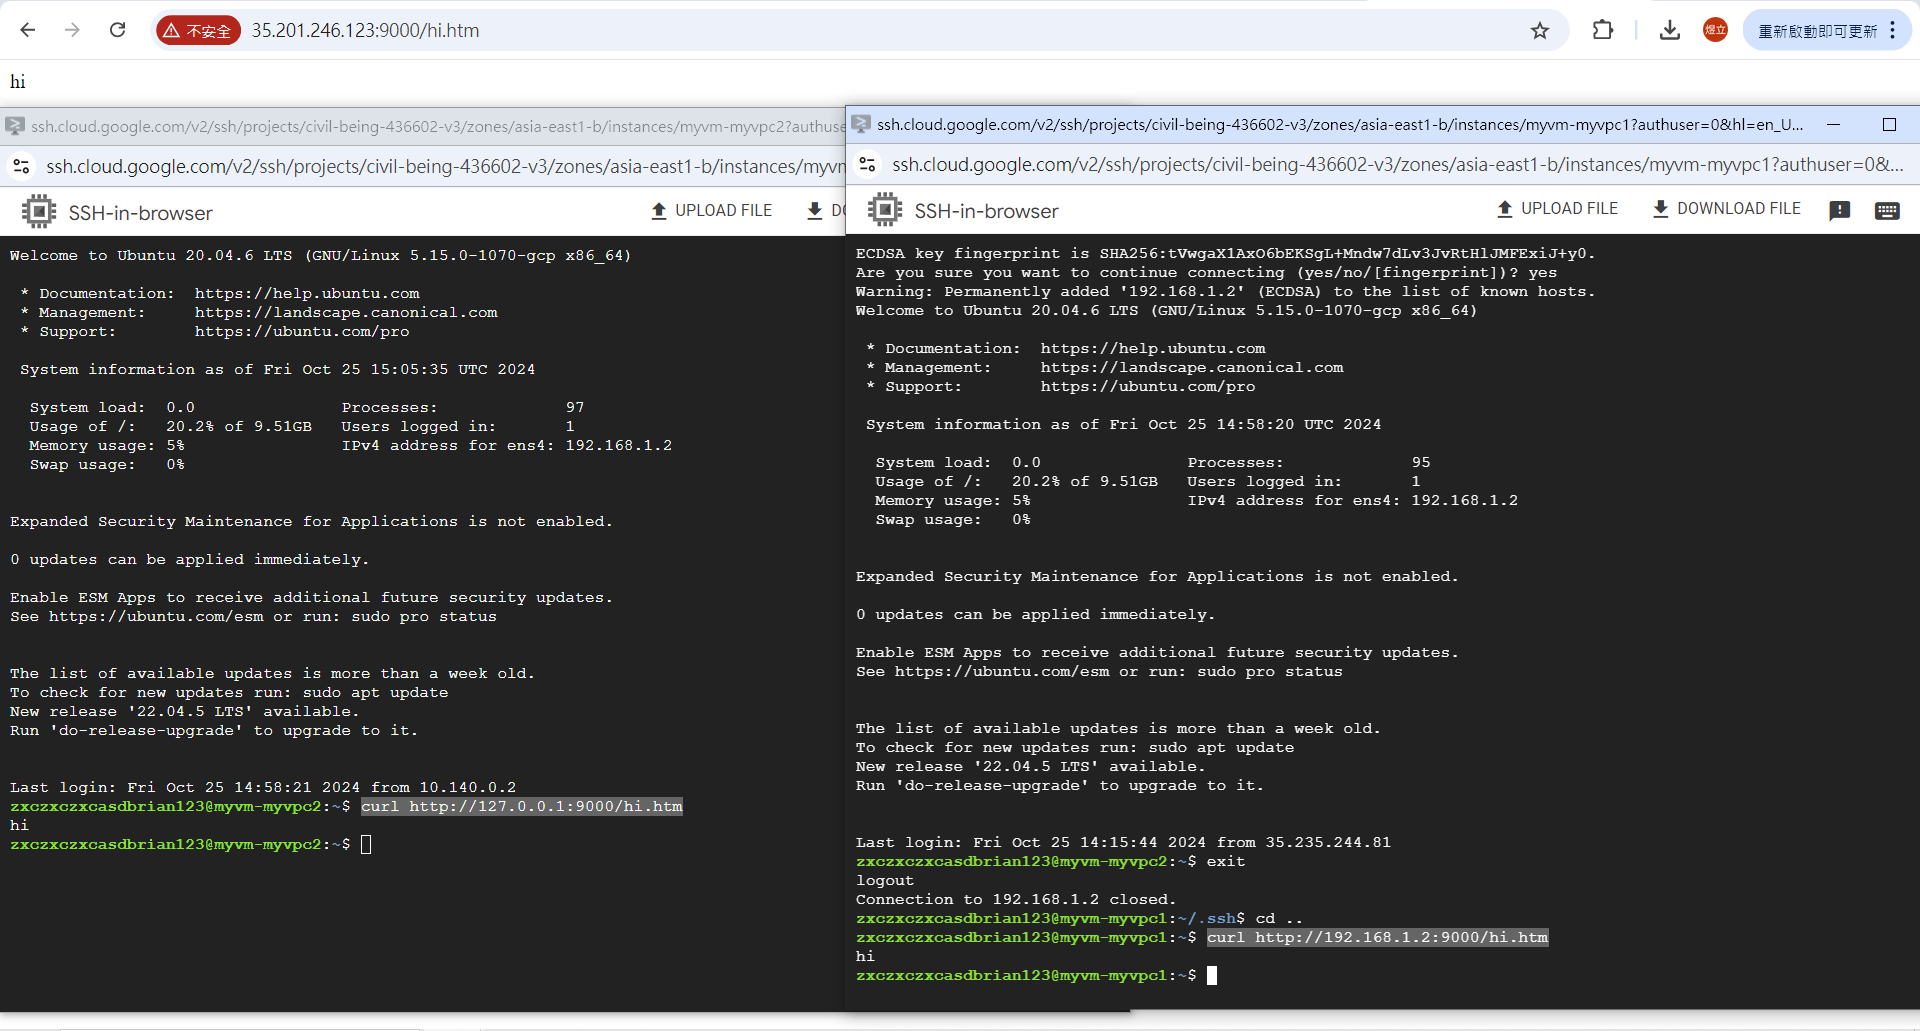 不安全 35.201.246.123:9000/hi.htm
煜立
重新啟動即可更新
hi
ssh.cloud.google.com/v2/ssh/projects/civil-being-436602-v3/zones/asia-east1-b/instances/myvm-myvpc2?authuse
ssh.cloud.google.com/v2/ssh/projects/civil-being-436602-v3/zones/asia-east1-b/instances/myvm
SSH-in-browser
UPLOAD FILE
Welcome to Ubuntu 20.04.6 LTS (GNU/Linux 5.15.0-1070-gcp x86_64)
* Documentation: https://help.ubuntu.com
* Management: https://landscape.canonical.com
* Support: https://ubuntu.com/pro
System information as of Fri Oct 25 15:05:35 UTC 2024
System load: 0.0 Processes: 97
Usage of /: 20.2% of 9.51GB Users logged in: 1
Memory usage: 5% IPv4 address for ens4: 192.168.1.2
Swap usage: 0%
Expanded Security Maintenance for Applications is not enabled.
0 updates can be applied immediately.
Enable ESM Apps to receive additional future security updates.
See https://ubuntu.com/esm or run: sudo pro status
The list of available updates is more than a week old.
To check for new updates run: sudo apt update
New release '22.04.5 LTS' available.
Run 'do-release-upgrade' to upgrade to it.
Last login: Fri Oct 25 14:58:21 2024 from 10.140.0.2
zxczxczxcasdbrian123@myvm-myvpc2:~$ curl http://127.0.0.1:9000/hi.htm
hi
zxczxczxcasdbrian123@myvm-myvpc2:~$
ssh.cloud.google.com/v2/ssh/projects/civil-being-436602-v3/zones/asia-east1-b/instances/myvm-myvpc1?authuser=0&hl=en_U...
ssh.cloud.google.com/v2/ssh/projects/civil-being-436602-v3/zones/asia-east1-b/instances/myvm-myvpc1?authuser=0&...
SSH-in-browser
UPLOAD FILE
DOWNLOAD FILE
ECDSA key fingerprint is SHA256:tVwgaX1AxO6bEKSgL+Mndw7dLv3JvRtHlJMFExiJ+y0.
Are you sure you want to continue connecting (yes/no/[fingerprint])? yes
Warning: Permanently added '192.168.1.2' (ECDSA) to the list of known hosts.
Welcome to Ubuntu 20.04.6 LTS (GNU/Linux 5.15.0-1070-gcp x86_64)
* Documentation: https://help.ubuntu.com
* Management: https://landscape.canonical.com
* Support: https://ubuntu.com/pro
System information as of Fri Oct 25 14:58:20 UTC 2024
System load: 0.0 Processes: 95
Usage of /: 20.2% of 9.51GB Users logged in: 1
Memory usage: 5% IPv4 address for ens4: 192.168.1.2
Swap usage: 0%
Expanded Security Maintenance for Applications is not enabled.
0 updates can be applied immediately.
Enable ESM Apps to receive additional future security updates.
See https://ubuntu.com/esm or run: sudo pro status
The list of available updates is more than a week old.
To check for new updates run: sudo apt update
New release '22.04.5 LTS' available.
Run 'do-release-upgrade' to upgrade to it.
Last login: Fri Oct 25 14:15:44 2024 from 35.235.244.81
zxczxczxcasdbrian123@myvm-myvpc2:~$ exit
logout
Connection to 192.168.1.2 closed.
zxczxczxcasdbrian123@myvm-myvpc1:~/.ssh$ cd ..
zxczxczxcasdbrian123@myvm-myvpc1:~$ curl http://192.168.1.2:9000/hi.htm
hi
zxczxczxcasdbrian123@myvm-myvpc1:~$